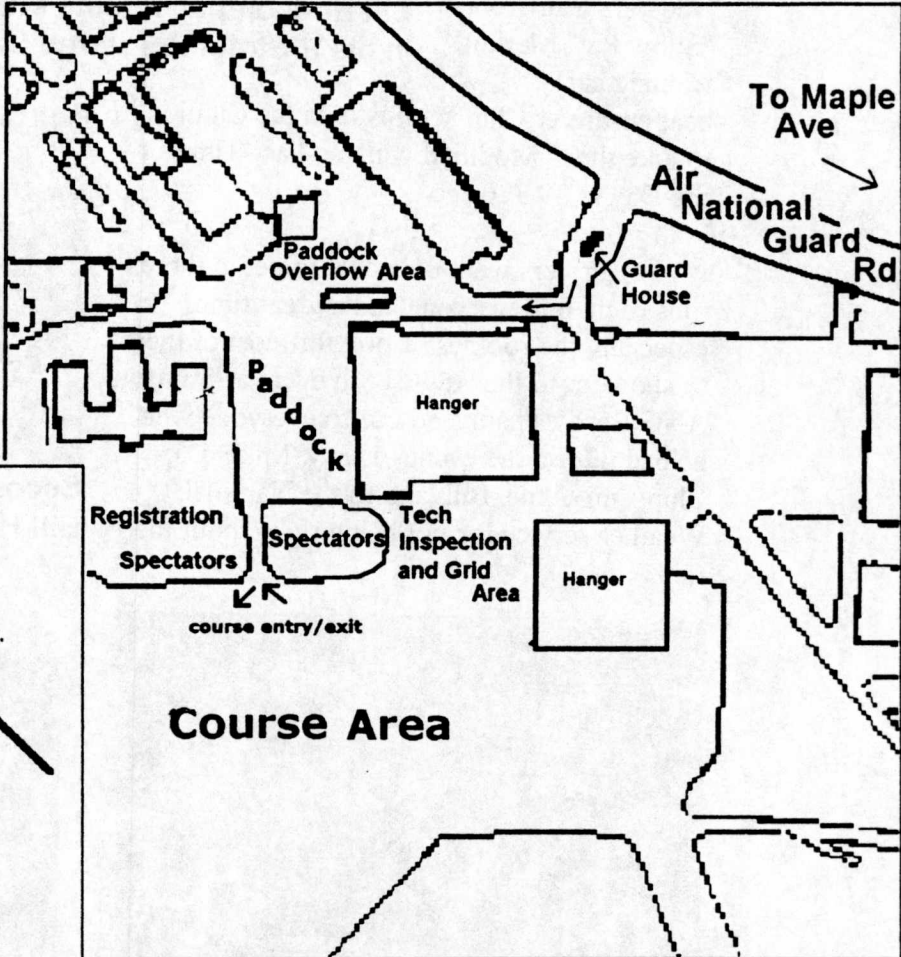 To Maple
Ave
Air
National
Guard
Rd
Paddock
Overflow Area
Guard
House
Paddock
Hanger
Registration
Spectators
Spectators
Tech
Inspection
and Grid
Area
Hanger
course entry/exit
Course Area